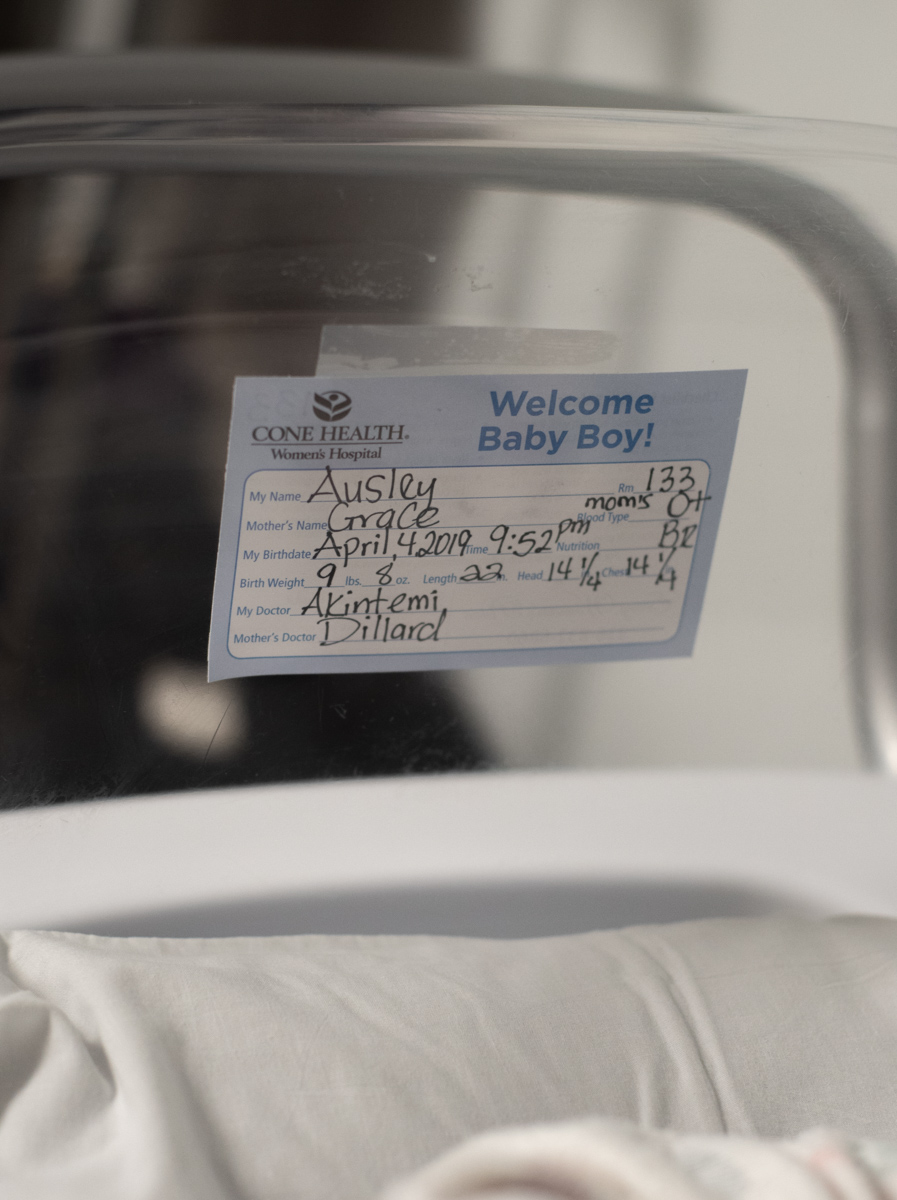 CONE HEALTH®
Women's Hospital
Welcome
Baby Boy!
My Name Ausley Rm 133
Mother's Name Grace mom's Blood Type O+
My Birthdate April, 4, 2019 Time 9:52 pm Nutrition BR
Birth Weight 9 lbs. 8 oz. Length 22 in. Head 14 1/4 Chest 14 1/4
My Doctor Akintemi,
Mother's Doctor Dillard